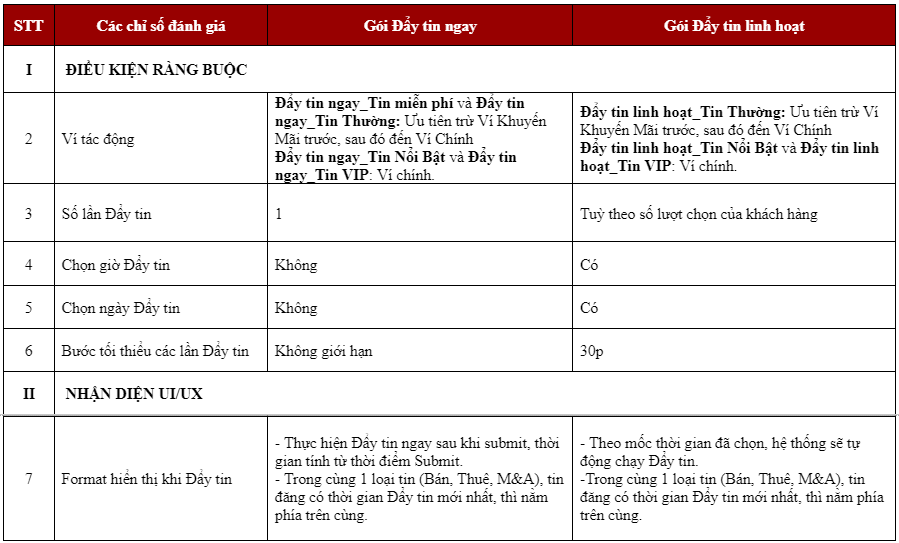 STT
Các chỉ số đánh giá
Gói Đẩy tin ngay
Gói Đẩy tin linh hoạt
I
ĐIỀU KIỆN RÀNG BUỘC
2
Ví tác động
Đẩy tin ngay_Tin miễn phí và Đẩy tin
ngay_Tin Thường: Ưu tiên trừ Ví Khuyến
Mãi trước, sau đó đến Ví Chính
Đẩy tin ngay_Tin Nổi Bật và Đẩy tin
ngay_Tin VIP: Ví chính.
Đẩy tin linh hoạt_Tin Thường: Ưu tiên trừ Ví
Khuyến Mãi trước, sau đó đến Ví Chính
Đẩy tin linh hoạt_Tin Nổi Bật và Đẩy tin linh
hoạt_Tin VIP: Ví chính.
3
Số lần Đẩy tin
1
Tuỳ theo số lượt chọn của khách hàng
4
Chọn giờ Đẩy tin
Không
Có
5
Chọn ngày Đẩy tin
Không
Có
6
Bước tối thiểu các lần Đẩy tin
Không giới hạn
30p
II
NHẬN DIỆN UI/UX
7
Format hiển thị khi Đẩy tin
- Thực hiện Đẩy tin ngay sau khi submit, thời
gian tính từ thời điểm Submit.
- Trong cùng 1 loại tin (Bán, Thuê, M&A), tin
đăng có thời gian Đẩy tin mới nhất, thì nằm
phía trên cùng.
- Theo mốc thời gian đã chọn, hệ thống sẽ tự
động chạy Đẩy tin.
-Trong cùng 1 loại tin (Bán, Thuê, M&A), tin
đăng có thời gian Đẩy tin mới nhất, thì nằm phía
trên cùng.